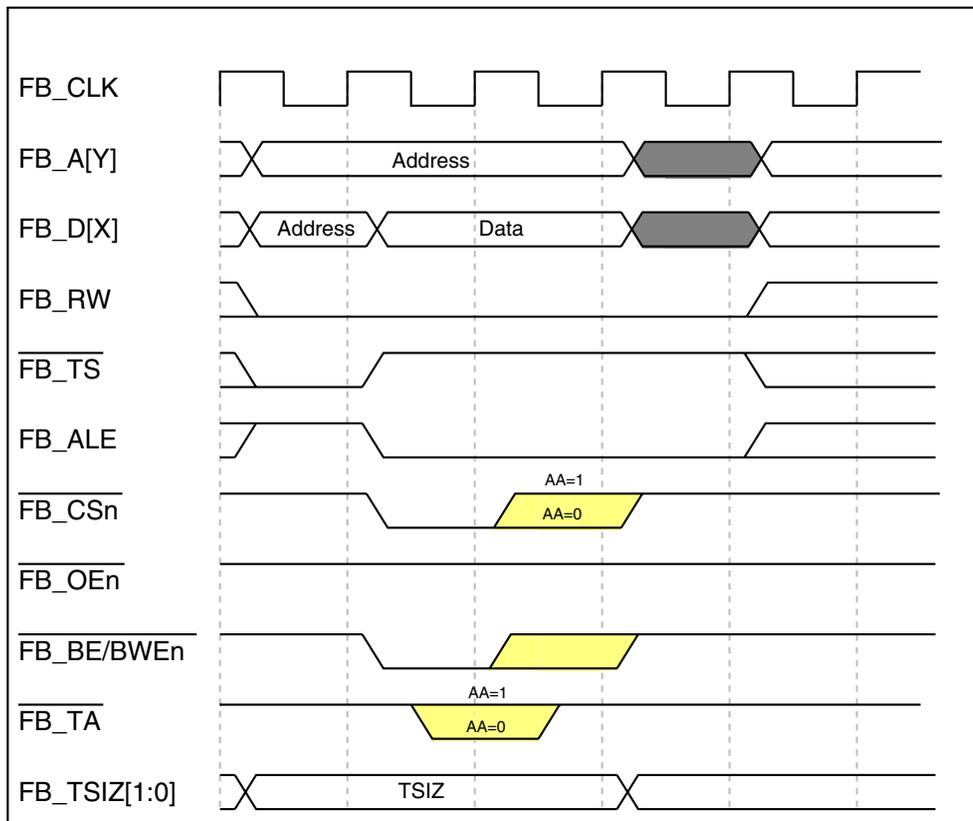 FB_CLK
FB_A[Y]
Address
FB_D[X]
Address
Data
FB_RW
FB_TS
FB_ALE
AA=1
FB_CSn
AA=0
FB_OEn
FB_BE/BWEn
AA=1
FB_TA
AA=0
FB_TSIZ[1:0]
TSIZ